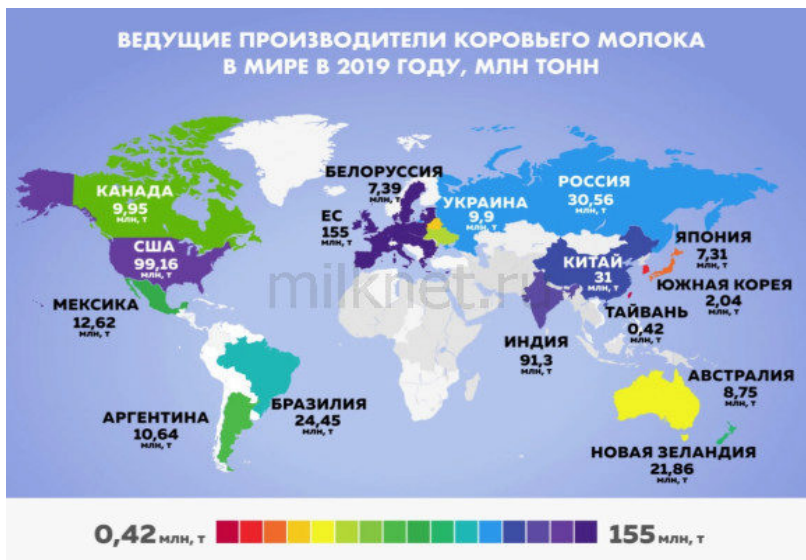 ВЕДУЩИЕ ПРОИЗВОДИТЕЛИ КОРОВЬЕГО МОЛОКА
В МИРЕ В 2019 ГОДУ, МЛН ТОНН
КАНАДА
9,95
МЛН, Т
США
99,16
МЛН, Т
МЕКСИКА
12,62
МЛН, Т
АРГЕНТИНА
10,64
МЛН, Т
БРАЗИЛИЯ
24,45
МЛН, Т
БЕЛОРУССИЯ
7,39
МЛН, Т
ЕС
155
МЛН, Т
УКРАИНА
9,9
МЛН, Т
РОССИЯ
30,56
МЛН, Т
КИТАЙ
31
МЛН, Т
ЯПОНИЯ
7,31
МЛН, Т
ЮЖНАЯ КОРЕЯ
2,04
МЛН, Т
ТАЙВАНЬ
0,42
МЛН, Т
ИНДИЯ
91,3
МЛН, Т
АВСТРАЛИЯ
8,75
МЛН, Т
НОВАЯ ЗЕЛАНДИЯ
21,86
МЛН, Т
milknet.ru
0,42 МЛН, Т
155 МЛН, Т